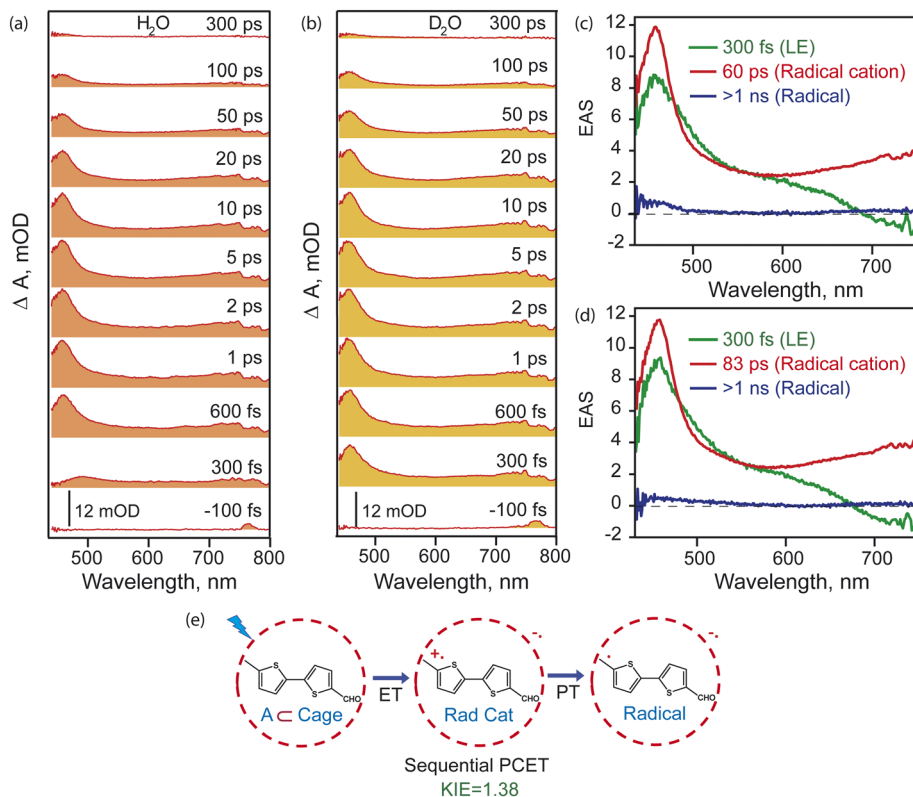 (a)
H₂O 300 ps
100 ps
50 ps
20 ps
10 ps
5 ps
2 ps
1 ps
600 fs
300 fs
12 mOD -100 fs
Δ A, mOD
500 600 700 800
Wavelength, nm
(b)
D₂O 300 ps
100 ps
50 ps
20 ps
10 ps
5 ps
2 ps
1 ps
600 fs
300 fs
12 mOD -100 fs
Δ A, mOD
500 600 700 800
Wavelength, nm
(c)
300 fs (LE)
60 ps (Radical cation)
>1 ns (Radical)
EAS
12
10
8
6
4
2
0
-2
500 600 700
Wavelength, nm
(d)
300 fs (LE)
83 ps (Radical cation)
>1 ns (Radical)
EAS
12
10
8
6
4
2
0
-2
500 600 700
Wavelength, nm
(e)
S
S
CHO
A ⊂ Cage
ET
+.
-.
S
S
CHO
Rad Cat
PT
.
-.
S
S
CHO
Radical
Sequential PCET
KIE=1.38